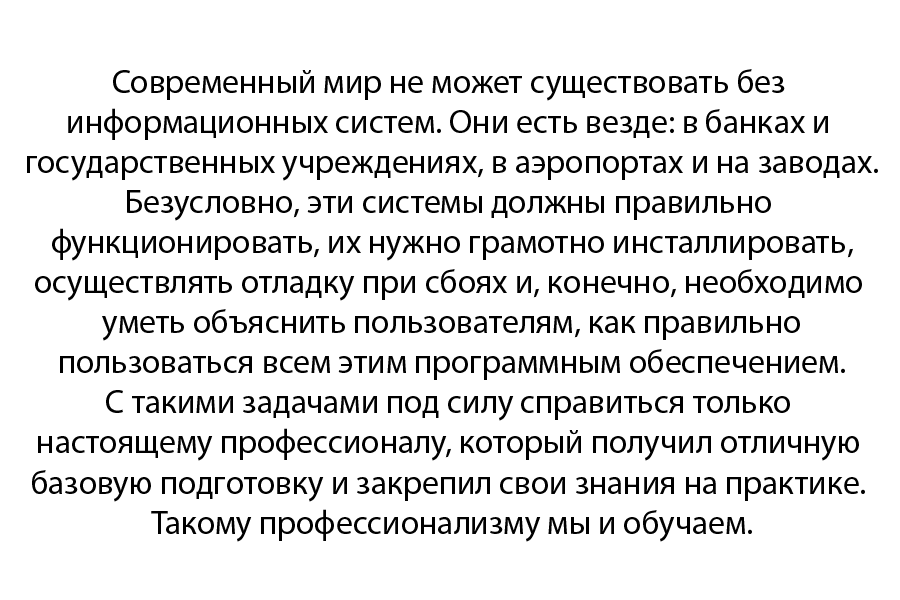 Современный мир не может существовать без
информационных систем. Они есть везде: в банках и
государственных учреждениях, в аэропортах и на заводах.
Безусловно, эти системы должны правильно
функционировать, их нужно грамотно инсталлировать,
осуществлять отладку при сбоях и, конечно, необходимо
уметь объяснить пользователям, как правильно
пользоваться всем этим программным обеспечением.
С такими задачами под силу справиться только
настоящему профессионалу, который получил отличную
базовую подготовку и закрепил свои знания на практике.
Такому профессионализму мы и обучаем.